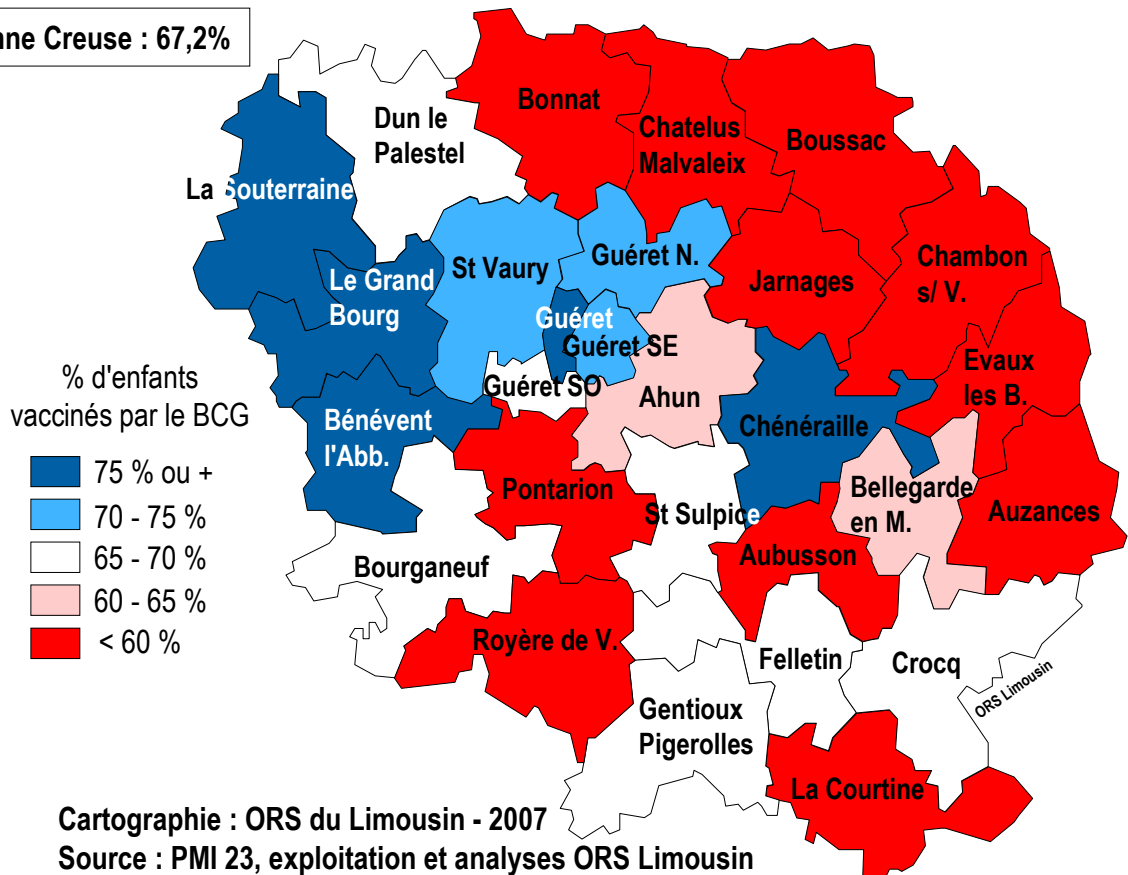 nne Creuse : 67,2%
Bonnat
Dun le
Palestel
Chatelus
Malvaleix
Boussac
La Souterraine
St Vaury
Guéret N.
Chambon
s/ V.
Le Grand
Bourg
Jarnages
Guéret
Guéret SE
Evaux
les B.
Guéret SO
Ahun
% d'enfants
vaccinés par le BCG
Bénévent
l'Abb.
Chénéraille
75 % ou +
70 - 75 %
65 - 70 %
60 - 65 %
< 60 %
Pontarion
St Sulpice
Bellegarde
en M.
Auzances
Bourganeuf
Aubusson
Royère de V.
Felletin
Crocq
ORS Limousin
Gentioux
Pigerolles
La Courtine
Cartographie : ORS du Limousin - 2007
Source : PMI 23, exploitation et analyses ORS Limousin